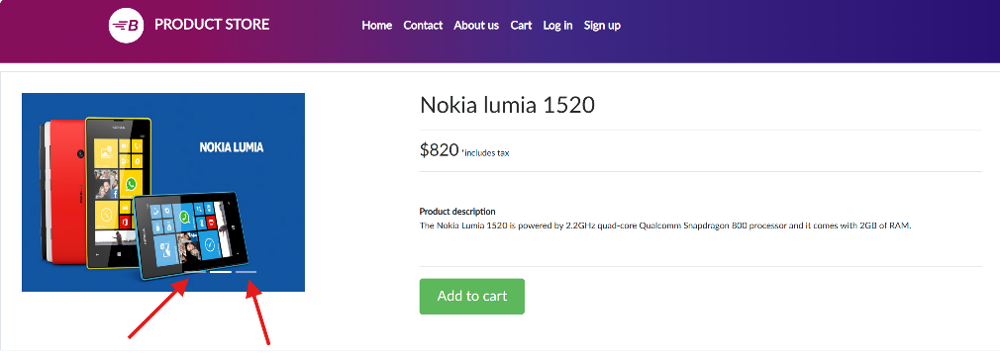 B PRODUCT STORE Home Contact About us Cart Log in Sign up
NOKIA LUMIA
Nokia lumia 1520
$820 *includes tax
Product description
The Nokia Lumia 1520 is powered by 2.2GHz quad-core Qualcomm Snapdragon 800 processor and it comes with 2GB of RAM.
Add to cart